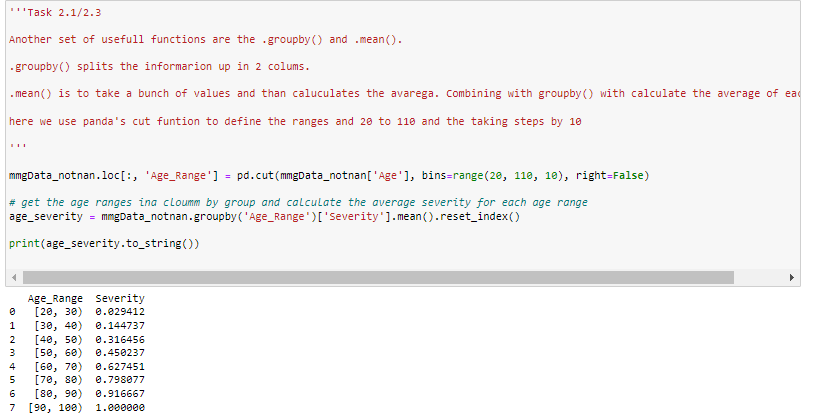 '''Task 2.1/2.3
Another set of usefull functions are the .groupby() and .mean().
.groupby() splits the informarion up in 2 colums.
.mean() is to take a bunch of values and than caluculates the avarega. Combining with groupby() with calculate the average of eac
here we use panda's cut funtion to define the ranges and 20 to 110 and the taking steps by 10
'''
mmgData_notnan.loc[:, 'Age_Range'] = pd.cut(mmgData_notnan['Age'], bins=range(20, 110, 10), right=False)
# get the age ranges ina cloumm by group and calculate the average severity for each age range
age_severity = mmgData_notnan.groupby('Age_Range')['Severity'].mean().reset_index()
print(age_severity.to_string())
Age_Range Severity
0 [20, 30) 0.029412
1 [30, 40) 0.144737
2 [40, 50) 0.316456
3 [50, 60) 0.450237
4 [60, 70) 0.627451
5 [70, 80) 0.798077
6 [80, 90) 0.916667
7 [90, 100) 1.000000